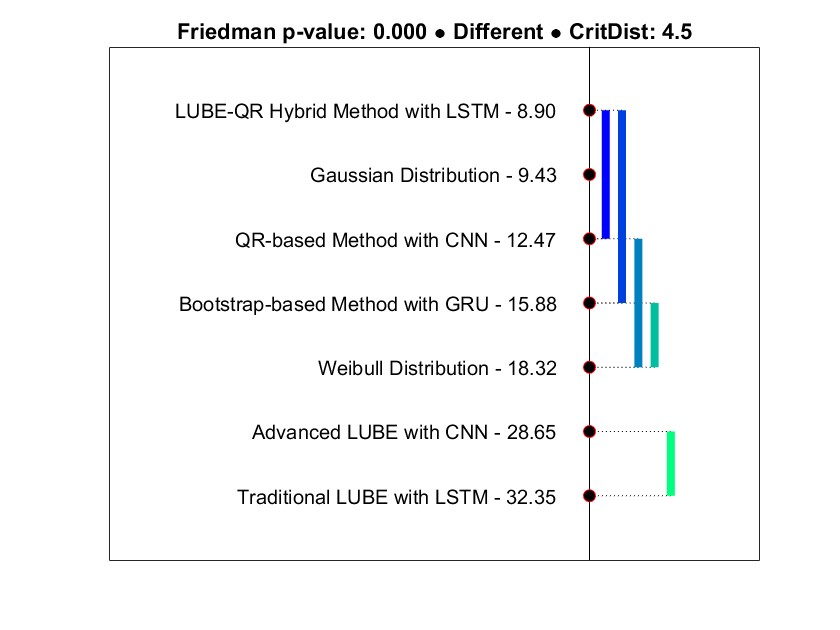 Friedman p-value: 0.000 ● Different ● CritDist: 4.5
LUBE-QR Hybrid Method with LSTM - 8.90
Gaussian Distribution - 9.43
QR-based Method with CNN - 12.47
Bootstrap-based Method with GRU - 15.88
Weibull Distribution - 18.32
Advanced LUBE with CNN - 28.65
Traditional LUBE with LSTM - 32.35